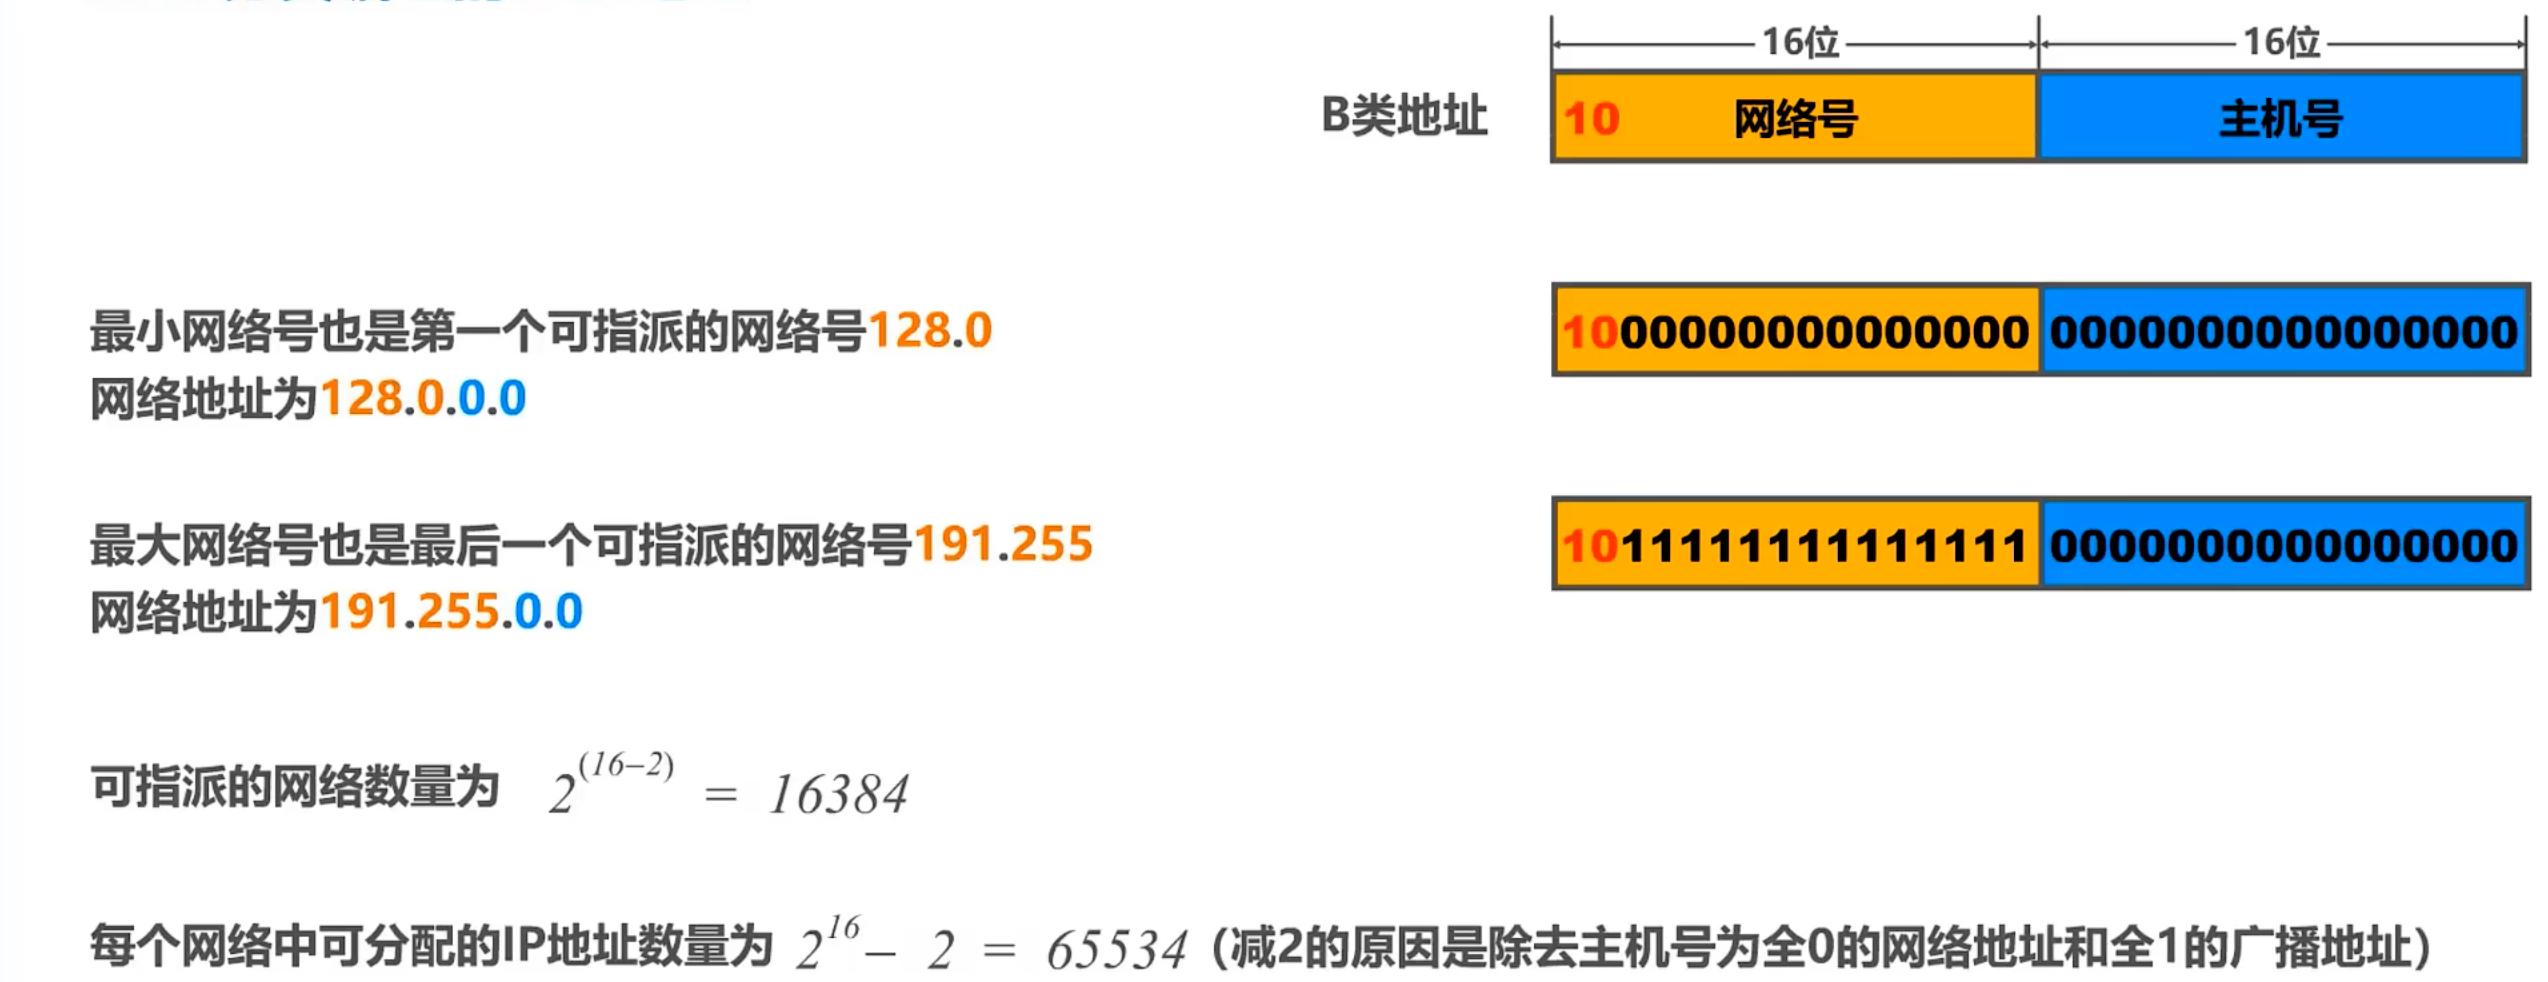 16位 16位
B类地址 10 网络号 主机号
最小网络号也是第一个可指派的网络号128.0
网络地址为128.0.0.0
1000000000000000 0000000000000000
最大网络号也是最后一个可指派的网络号191.255
网络地址为191.255.0.0
1011111111111111 0000000000000000
可指派的网络数量为 2^(16−2) = 16384
每个网络中可分配的IP地址数量为 2^16 − 2 = 65534 (减2的原因是除去主机号为全0的网络地址和全1的广播地址)